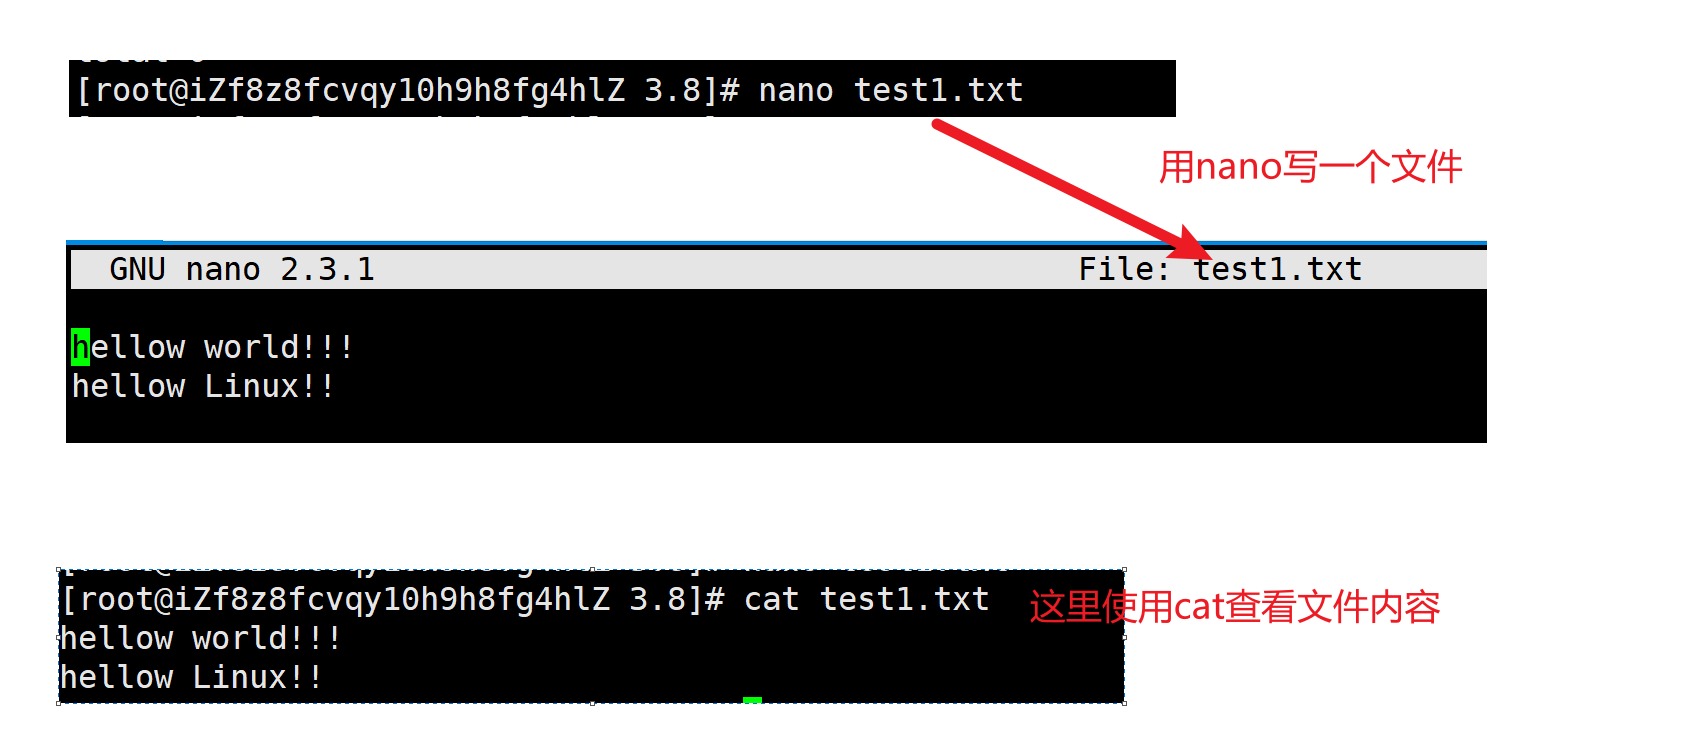 [root@iZf8z8fcvqy10h9h8fg4hlZ 3.8]# nano test1.txt
用nano写一个文件
GNU nano 2.3.1 File: test1.txt
hellow world!!!
hellow Linux!!
[root@iZf8z8fcvqy10h9h8fg4hlZ 3.8]# cat test1.txt 这里使用cat查看文件内容
hellow world!!!
hellow Linux!!